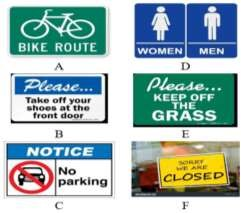 BIKE ROUTE
A
WOMEN MEN
D
Please...
Take off your
shoes at the
front door
B
Please...
KEEP OFF
THE
GRASS
E
NOTICE
No
parking
C
SORRY
WE ARE
CLOSED
F